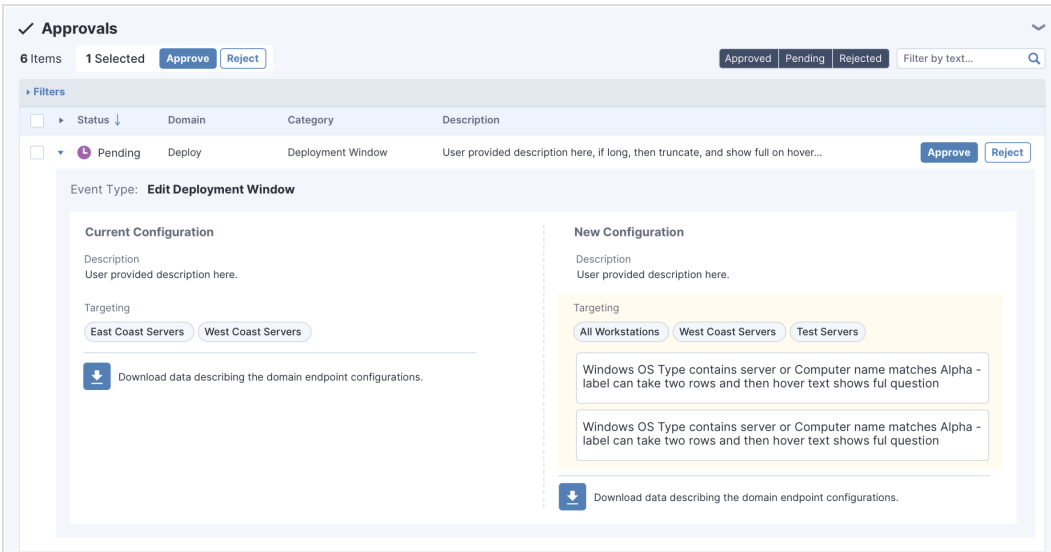 Approvals
6 Items 1 Selected Approve Reject Approved Pending Rejected Filter by text...
Filters
Status ↓ Domain Category Description
Pending Deploy Deployment Window User provided description here, if long, then truncate, and show full on hover... Approve Reject
Event Type: Edit Deployment Window
Current Configuration
Description
User provided description here.
Targeting
East Coast Servers West Coast Servers
Download data describing the domain endpoint configurations.
New Configuration
Description
User provided description here.
Targeting
All Workstations West Coast Servers Test Servers
Windows OS Type contains server or Computer name matches Alpha -
label can take two rows and then hover text shows ful question
Windows OS Type contains server or Computer name matches Alpha -
label can take two rows and then hover text shows ful question
Download data describing the domain endpoint configurations.